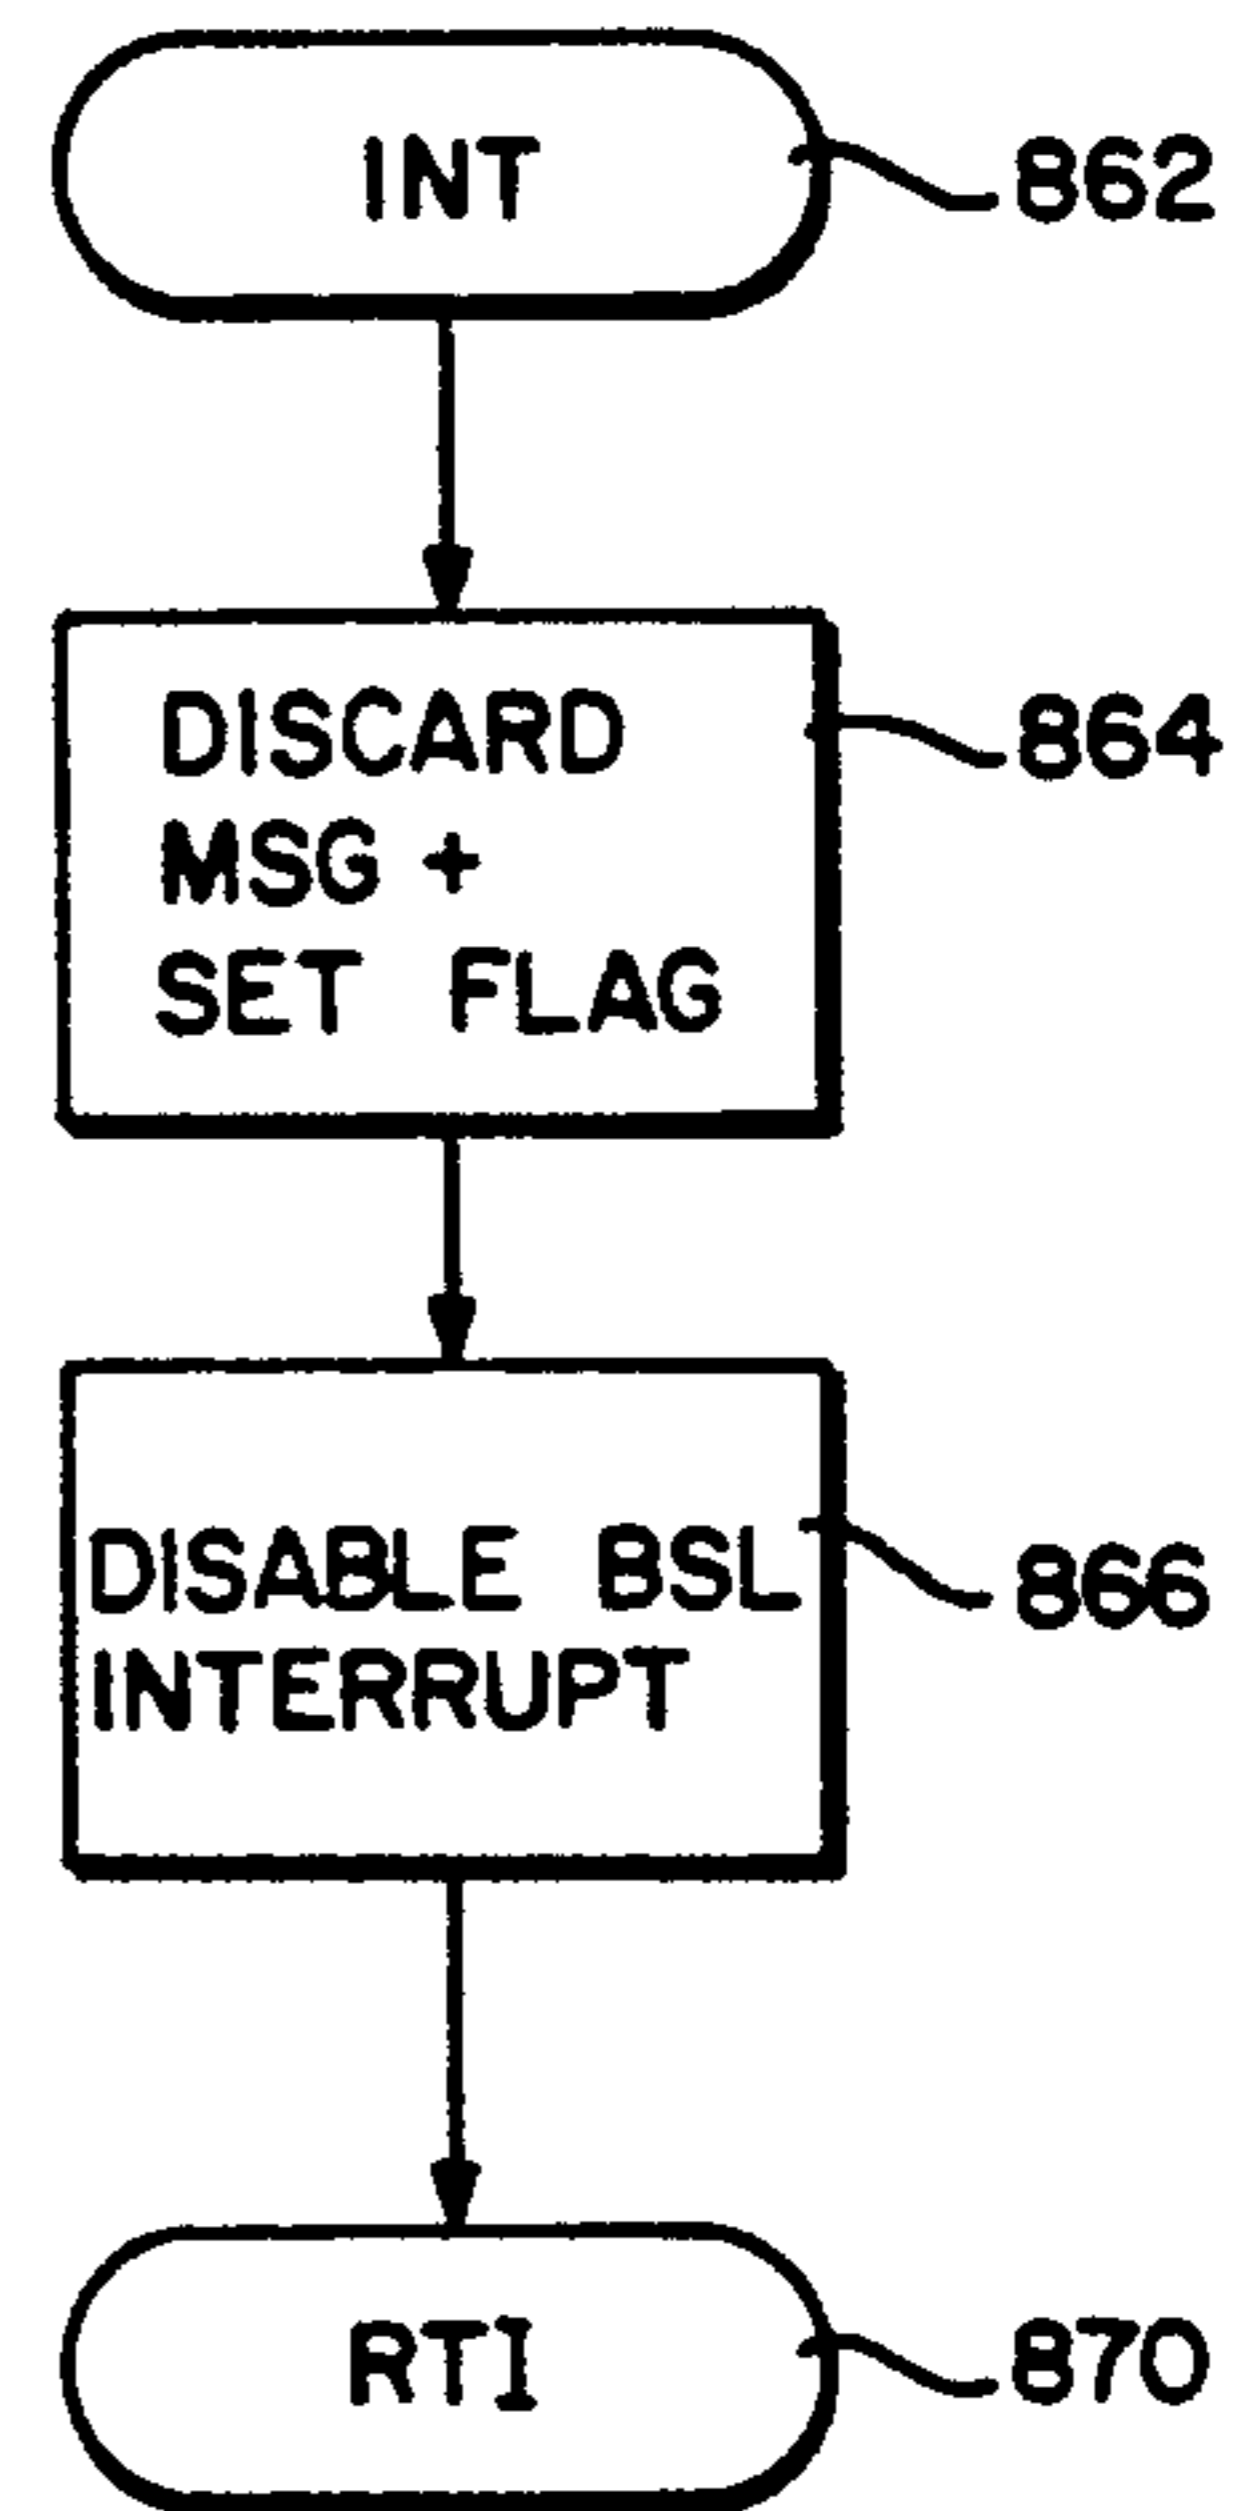 INT
862
DISCARD
864
MSG +
SET FLAG
DISABLE BSL
866
INTERRUPT
RTI
870